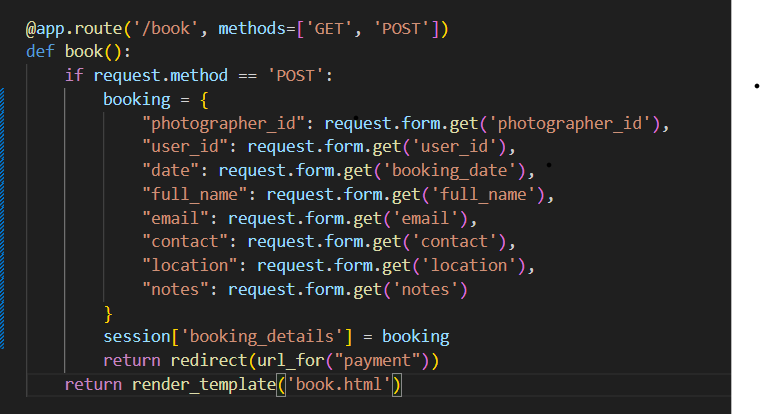 @app.route('/book', methods=['GET', 'POST'])
def book():
    if request.method == 'POST':
        booking = {
            "photographer_id": request.form.get('photographer_id'),
            "user_id": request.form.get('user_id'),
            "date": request.form.get('booking_date'),
            "full_name": request.form.get('full_name'),
            "email": request.form.get('email'),
            "contact": request.form.get('contact'),
            "location": request.form.get('location'),
            "notes": request.form.get('notes')
        }
        session['booking_details'] = booking
        return redirect(url_for("payment"))
    return render_template('book.html')